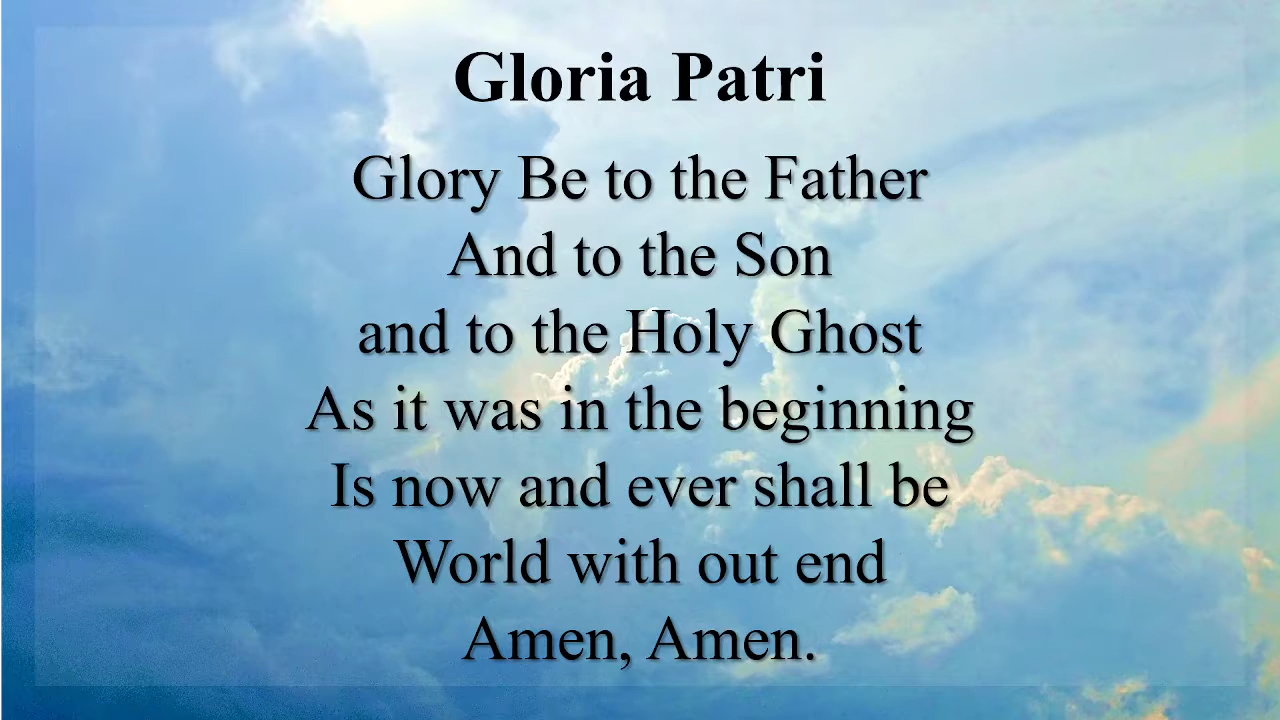 Gloria Patri
Glory Be to the Father
And to the Son
and to the Holy Ghost
As it was in the beginning
Is now and ever shall be
World with out end
Amen, Amen.